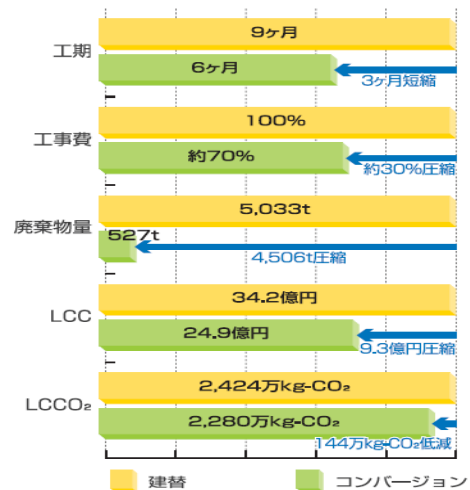 工期
9ヶ月
6ヶ月
3ヶ月短縮
工事費
100%
約70%
約30%圧縮
廃棄物量
5,033t
527t
4,506t圧縮
LCC
34.2億円
24.9億円
9.3億円圧縮
LCCO₂
2,424万kg-CO₂
2,280万kg-CO₂
144万kg-CO₂低減
建替 コンバージョン